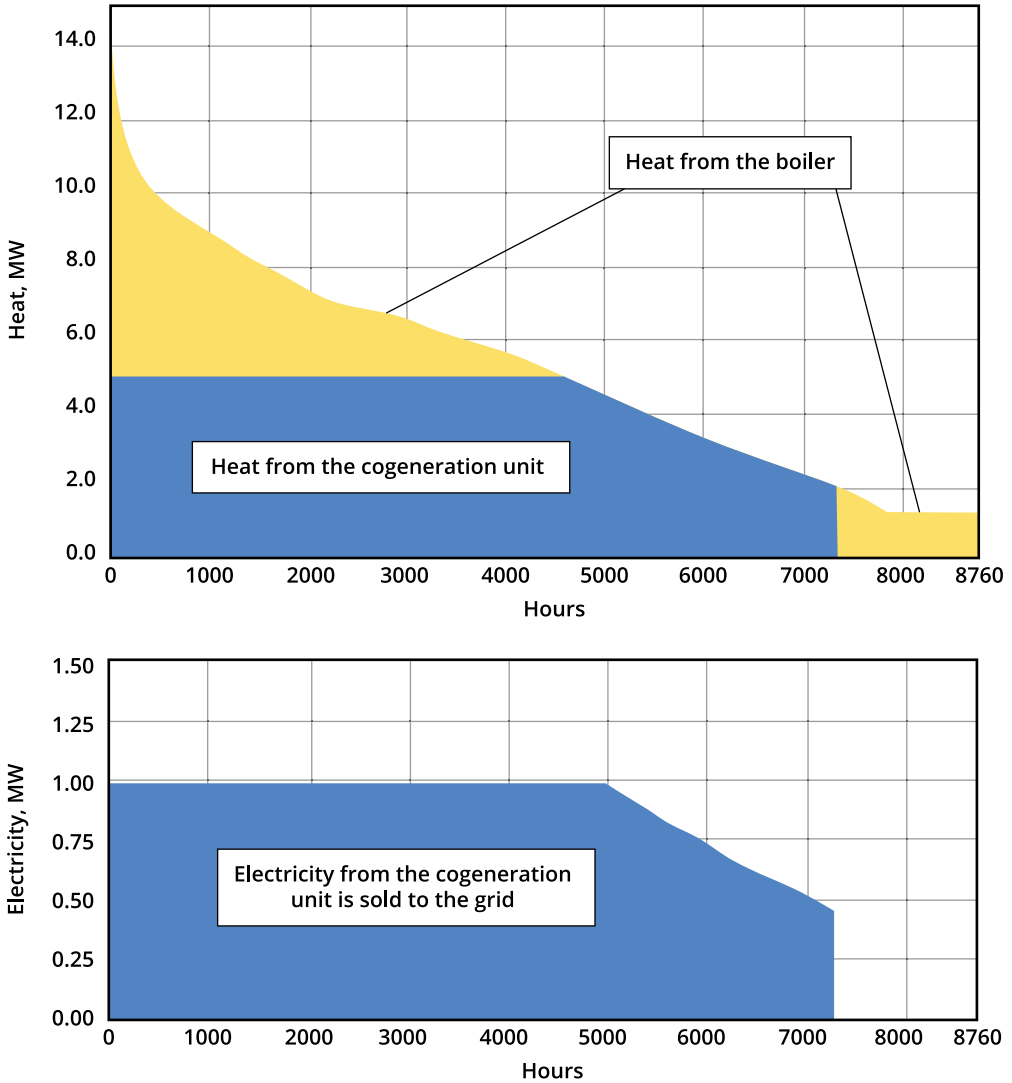 14.0
12.0
10.0
8.0
6.0
4.0
2.0
0.0
Heat, MW
Heat from the boiler
Heat from the cogeneration unit
0 1000 2000 3000 4000 5000 6000 7000 8000 8760
Hours
1.50
1.25
1.00
0.75
0.50
0.25
0.00
Electricity, MW
Electricity from the cogeneration
unit is sold to the grid
0 1000 2000 3000 4000 5000 6000 7000 8000 8760
Hours